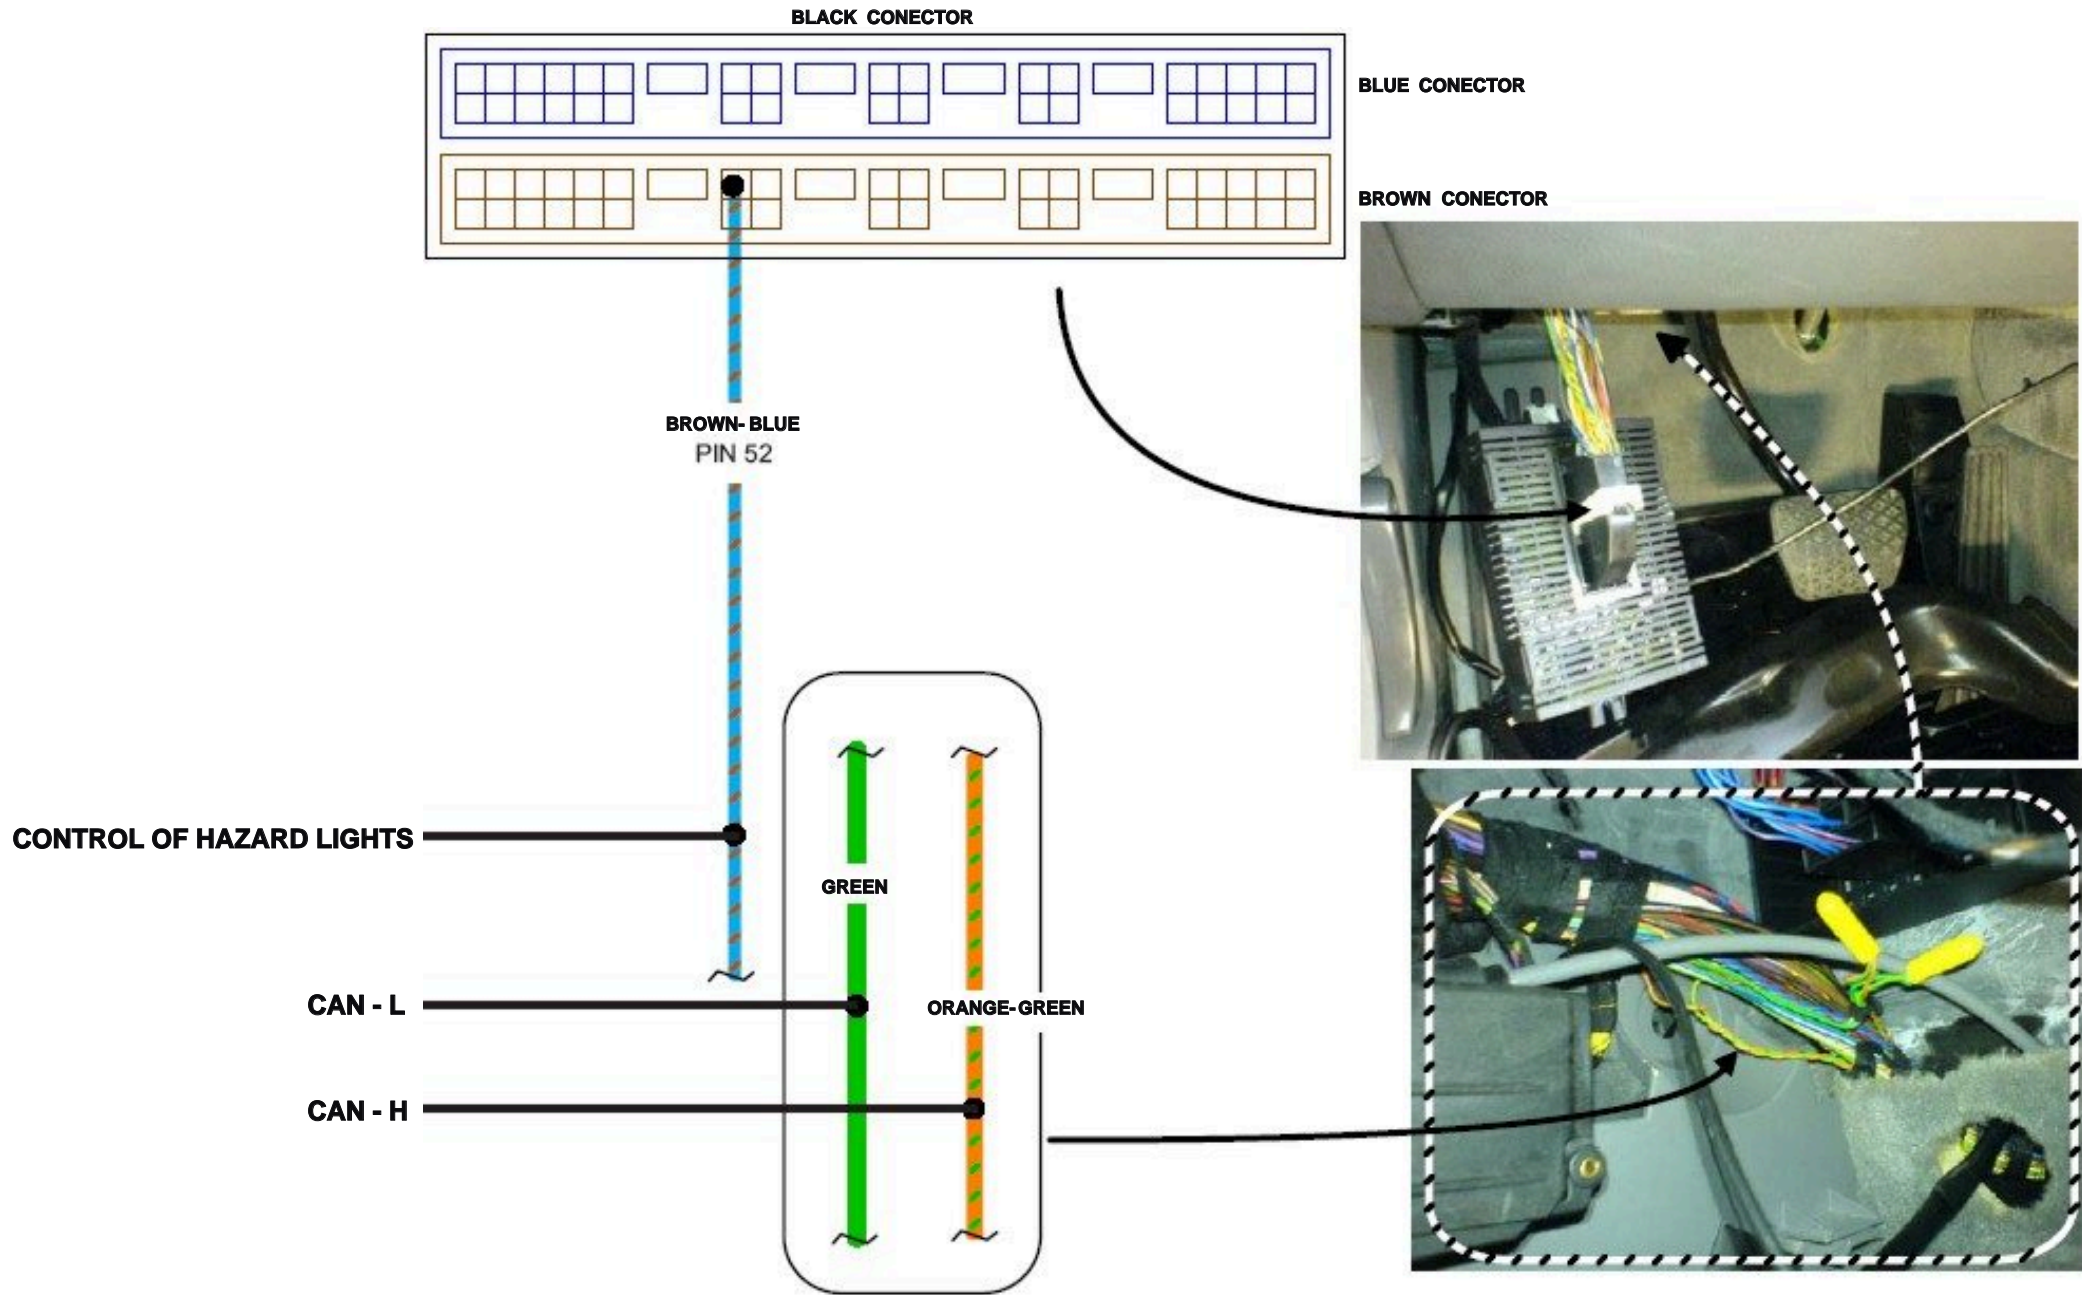 BLACK CONECTOR
BLUE CONECTOR
BROWN CONECTOR
BROWN-BLUE
PIN 52
CONTROL OF HAZARD LIGHTS
GREEN
CAN - L
ORANGE-GREEN
CAN - H